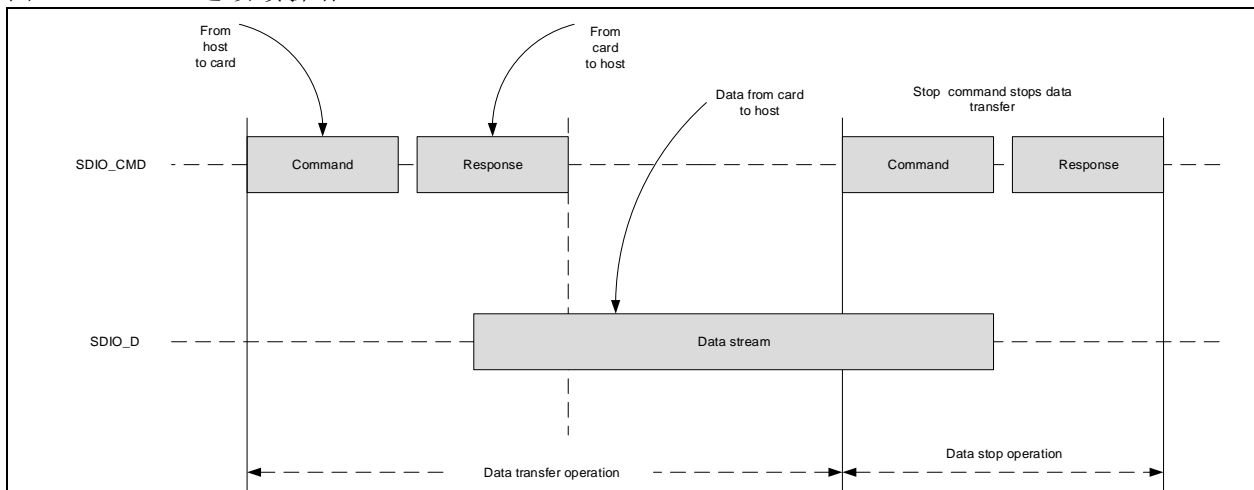 From
host
to card
From
card
to host
Data from card
to host
Stop command stops data
transfer
SDIO_CMD
Command
Response
Command
Response
SDIO_D
Data stream
Data transfer operation
Data stop operation